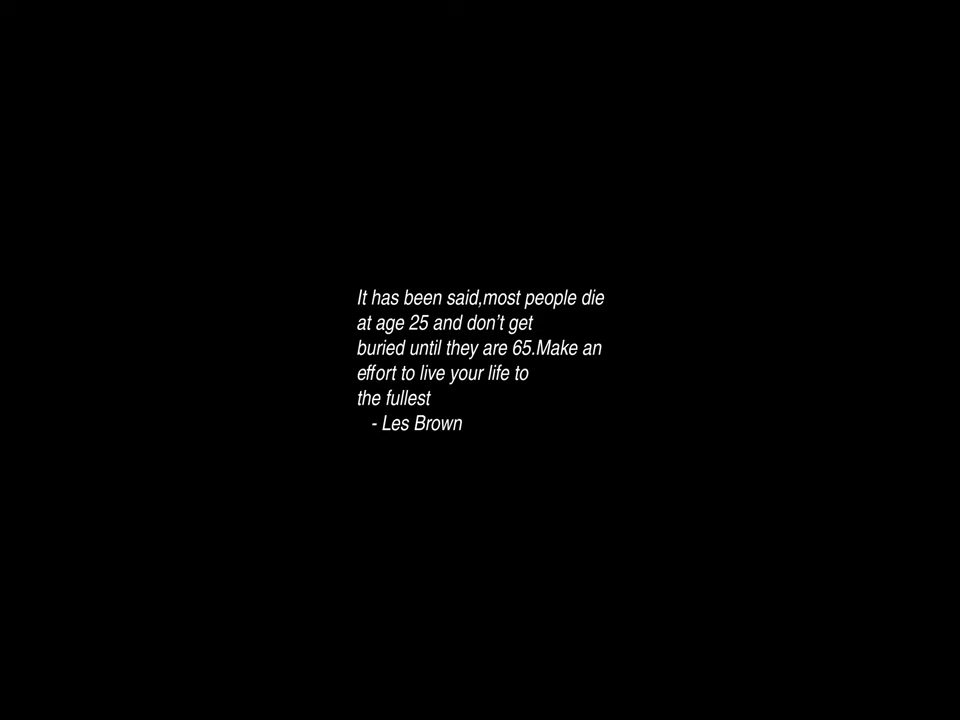 It has been said,most people die
at age 25 and don’t get
buried until they are 65.Make an
effort to live your life to
the fullest
- Les Brown